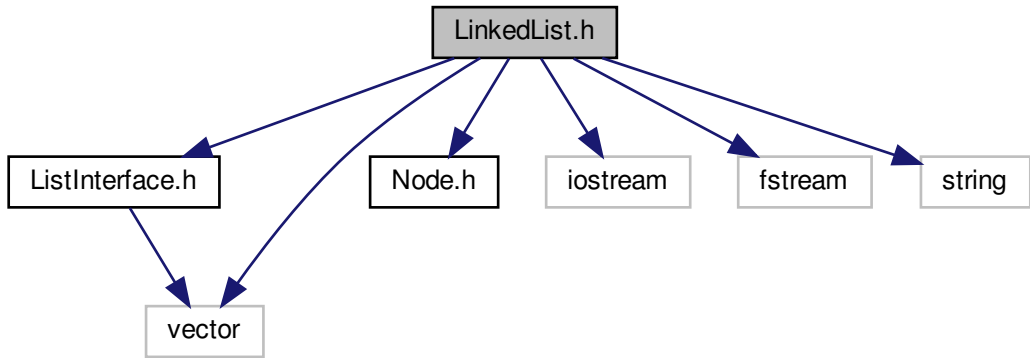 LinkedList.h
ListInterface.h
Node.h
iostream
fstream
string
vector